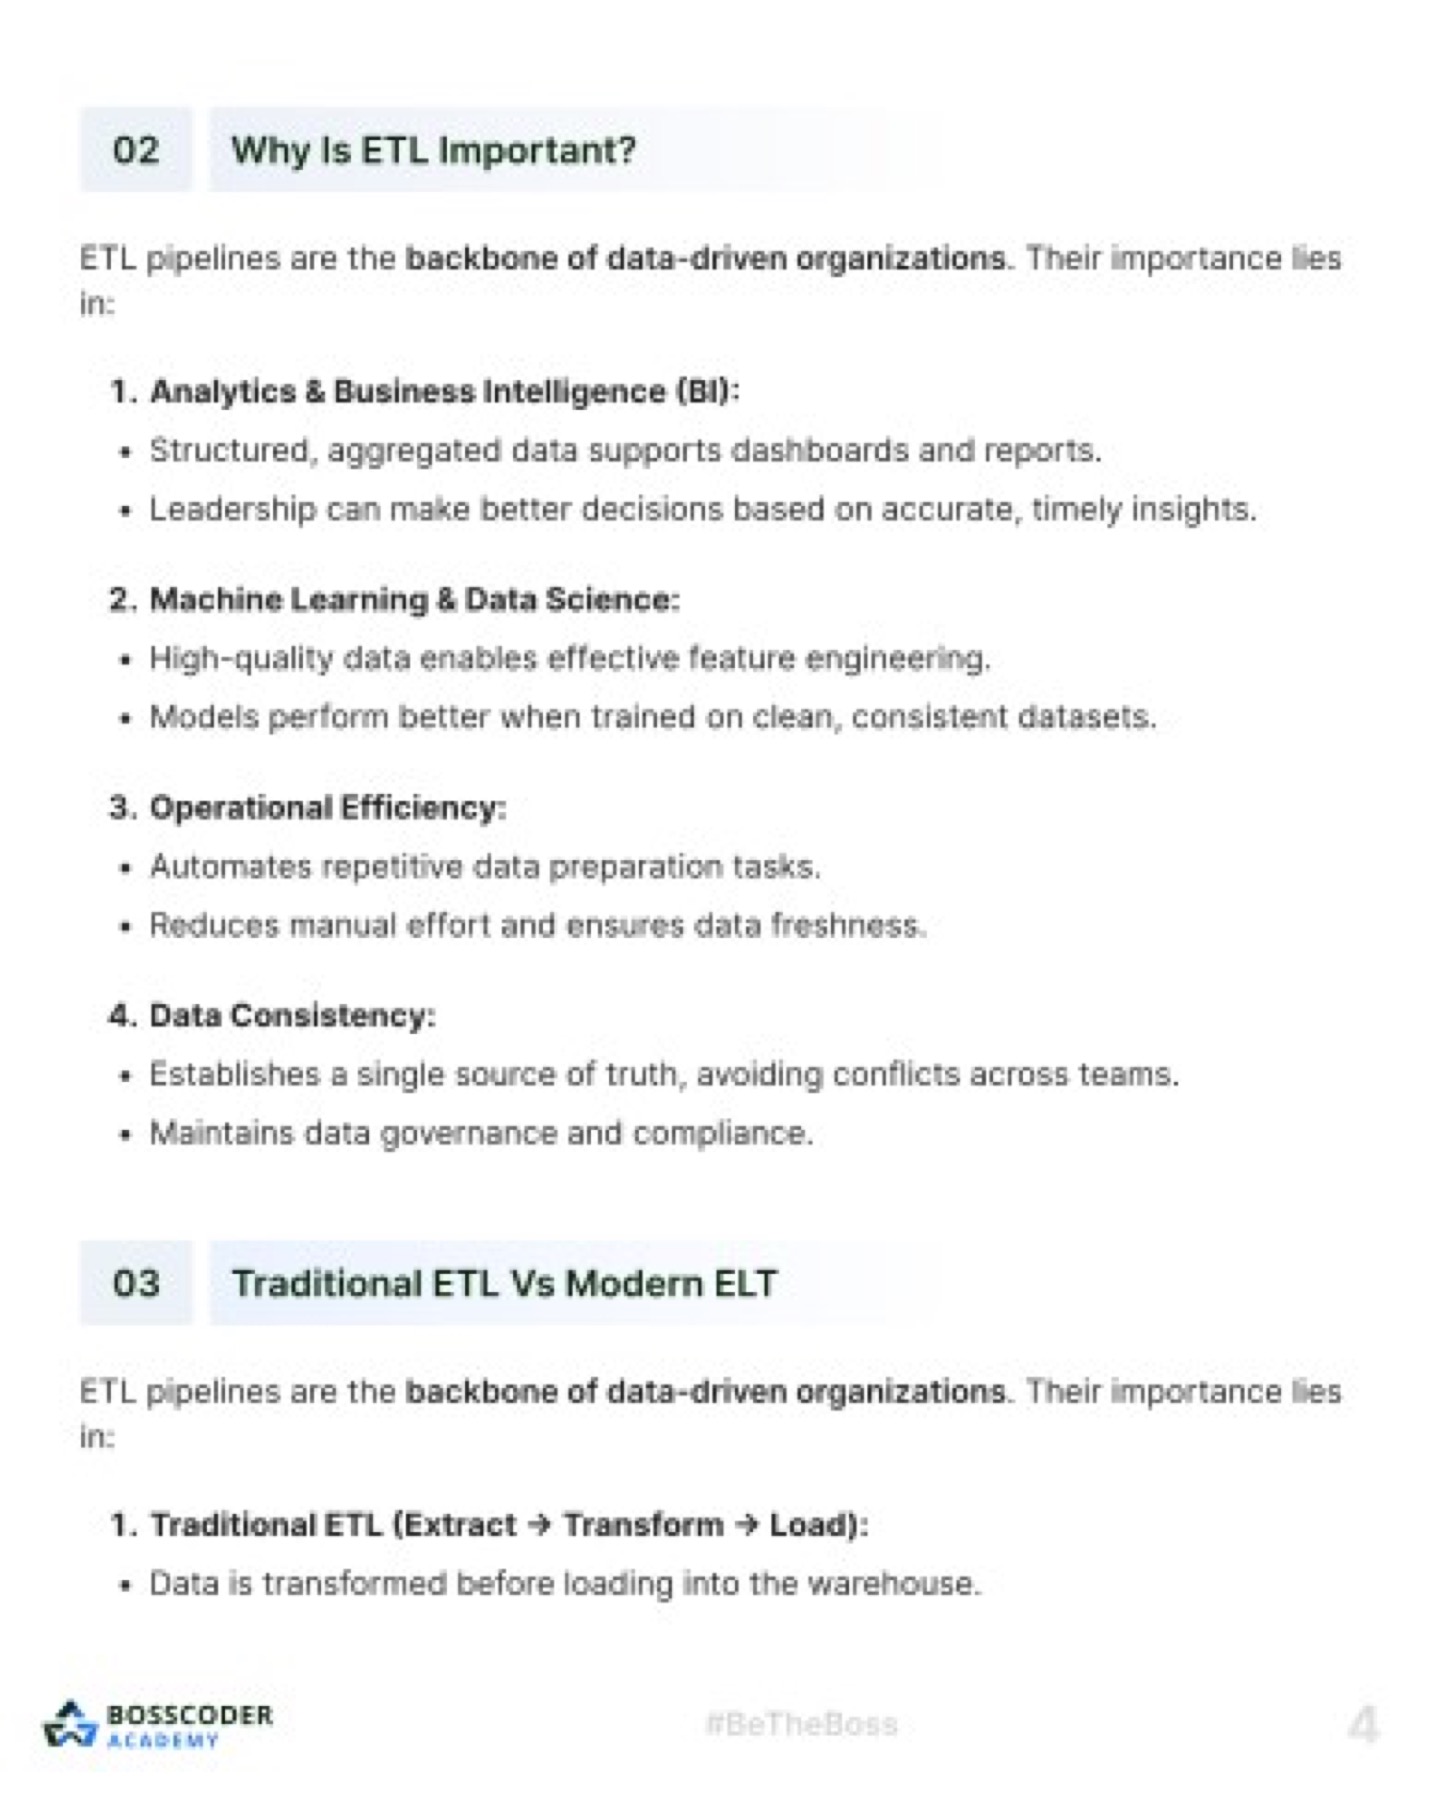 02 Why Is ETL Important?
ETL pipelines are the backbone of data-driven organizations. Their importance lies
in:
1. Analytics & Business Intelligence (BI):
• Structured, aggregated data supports dashboards and reports.
• Leadership can make better decisions based on accurate, timely insights.
2. Machine Learning & Data Science:
• High-quality data enables effective feature engineering.
• Models perform better when trained on clean, consistent datasets.
3. Operational Efficiency:
• Automates repetitive data preparation tasks.
• Reduces manual effort and ensures data freshness.
4. Data Consistency:
• Establishes a single source of truth, avoiding conflicts across teams.
• Maintains data governance and compliance.
03 Traditional ETL Vs Modern ELT
ETL pipelines are the backbone of data-driven organizations. Their importance lies
in:
1. Traditional ETL (Extract → Transform → Load):
• Data is transformed before loading into the warehouse.
BOSSCODER
ACADEMY
#BeTheBoss
4